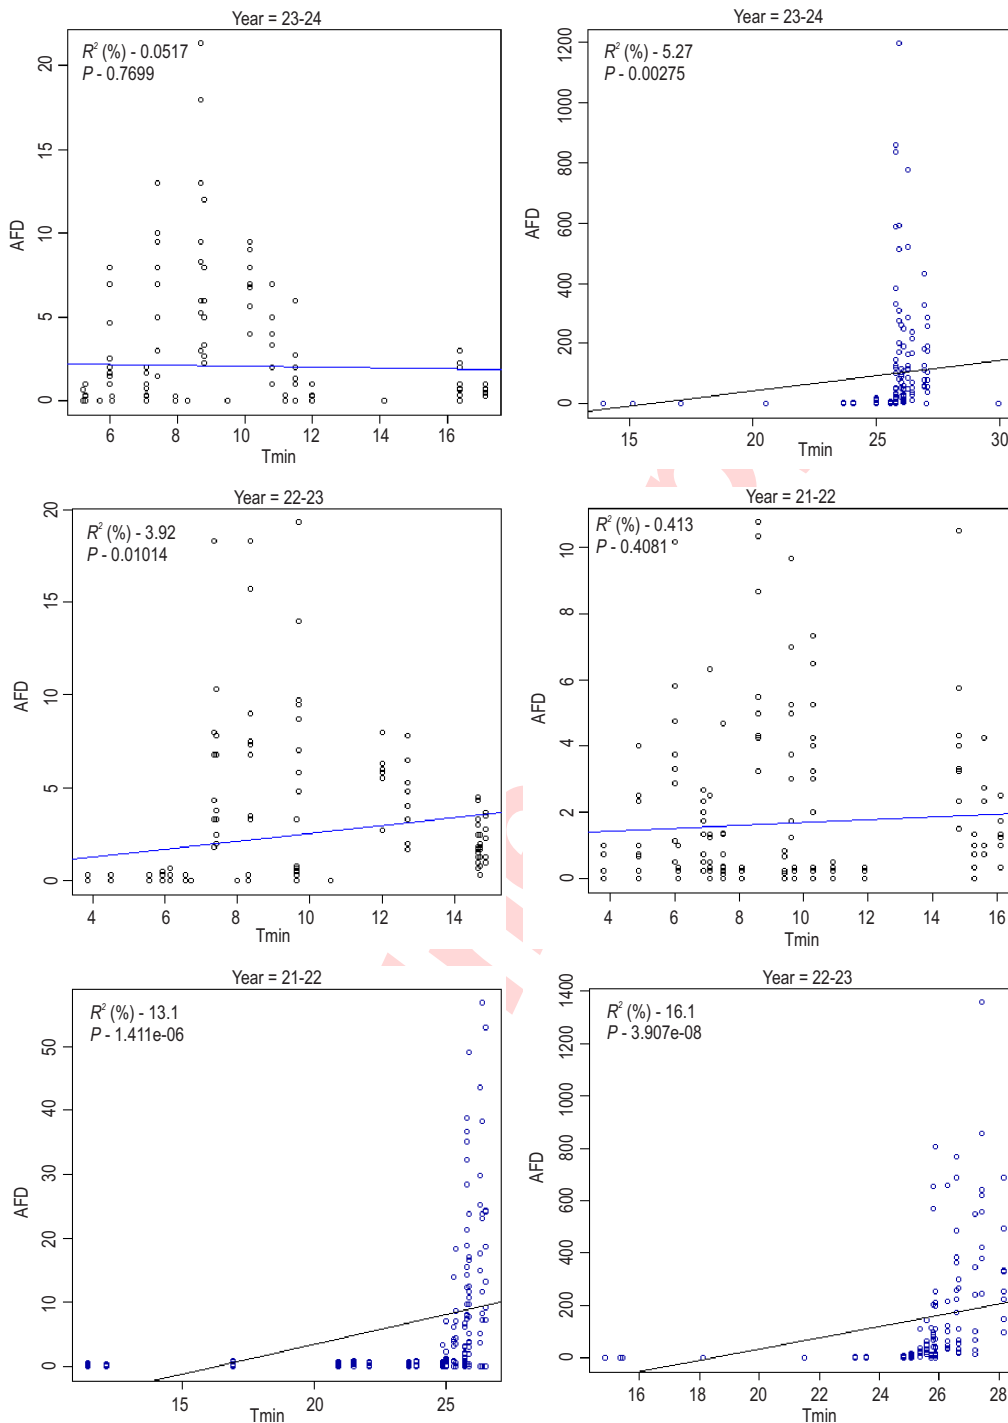 Year = 23-24
R² (%) - 0.0517
P - 0.7699
20
15
10
5
0
AFD
6 8 10 12 14 16
Tmin
Year = 23-24
R² (%) - 5.27
P - 0.00275
1200
1000
800
600
400
200
0
AFD
15 20 25 30
Tmin
Year = 22-23
R² (%) - 3.92
P - 0.01014
20
15
10
5
0
AFD
4 6 8 10 12 14
Tmin
Year = 21-22
R² (%) - 0.413
P - 0.4081
10
8
6
4
2
0
AFD
4 6 8 10 12 14 16
Tmin
Year = 21-22
R² (%) - 13.1
P - 1.411e-06
50
40
30
20
10
0
AFD
15 20 25
Tmin
Year = 22-23
R² (%) - 16.1
P - 3.907e-08
1400
1200
1000
800
600
400
200
0
AFD
16 18 20 22 24 26 28
Tmin